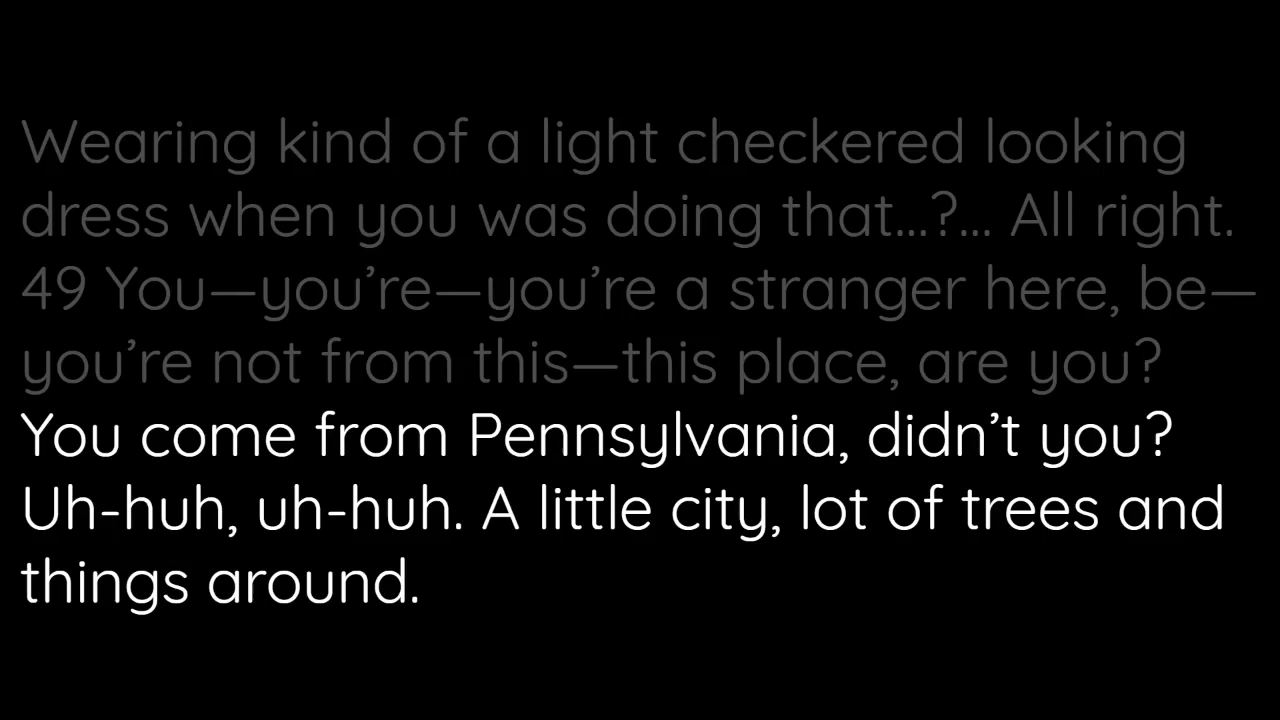 Wearing kind of a light checkered looking
dress when you was doing that...?... All right.
49 You—you’re—you’re a stranger here, be—
you’re not from this—this place, are you?
You come from Pennsylvania, didn’t you?
Uh-huh, uh-huh. A little city, lot of trees and
things around.